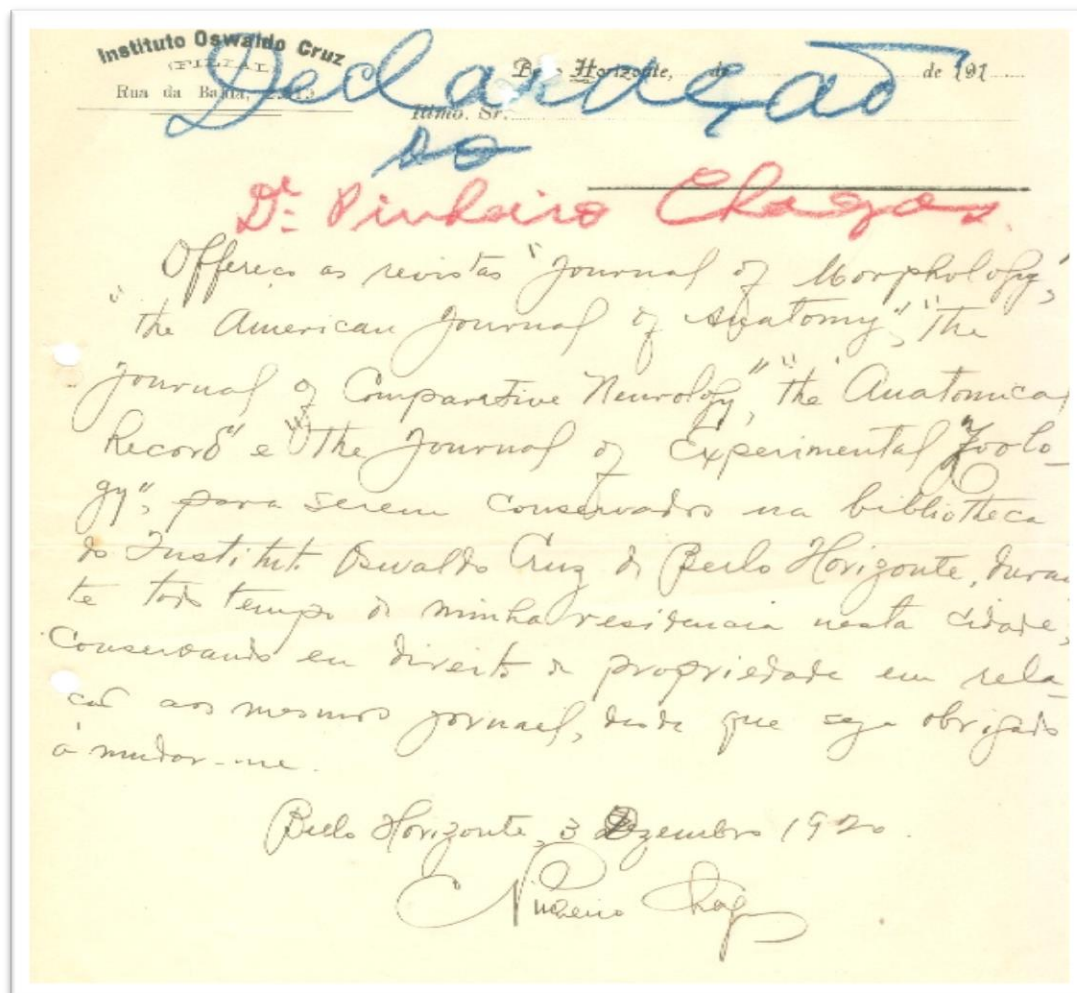 Instituto Oswaldo Cruz
(FILIAL)
Rua da Bahia,
Bello Horizonte, de de 191
Illmo. Sr.
Declaração
do
Dr. Pinheiro Chagas.
Offereço as revistas "Journal of Morphology",
"the American Journal of Anatomy", "The
Journal of Comparative Neurology", "the Anatomical
Record" e "The Journal of Experimental Zoolo-
gy", para serem conservados na bibliotheca
do Instituto Oswaldo Cruz de Bello Horizonte, duran
te todo tempo de minha residencia nesta cidade,
conservando eu direito de propriedade em rela-
ção aos mesmos jornaes, desde que seja obrigado
á mudar-me.
Bello Horizonte, 3 Dezembro 1920.
C Pinheiro Chagas